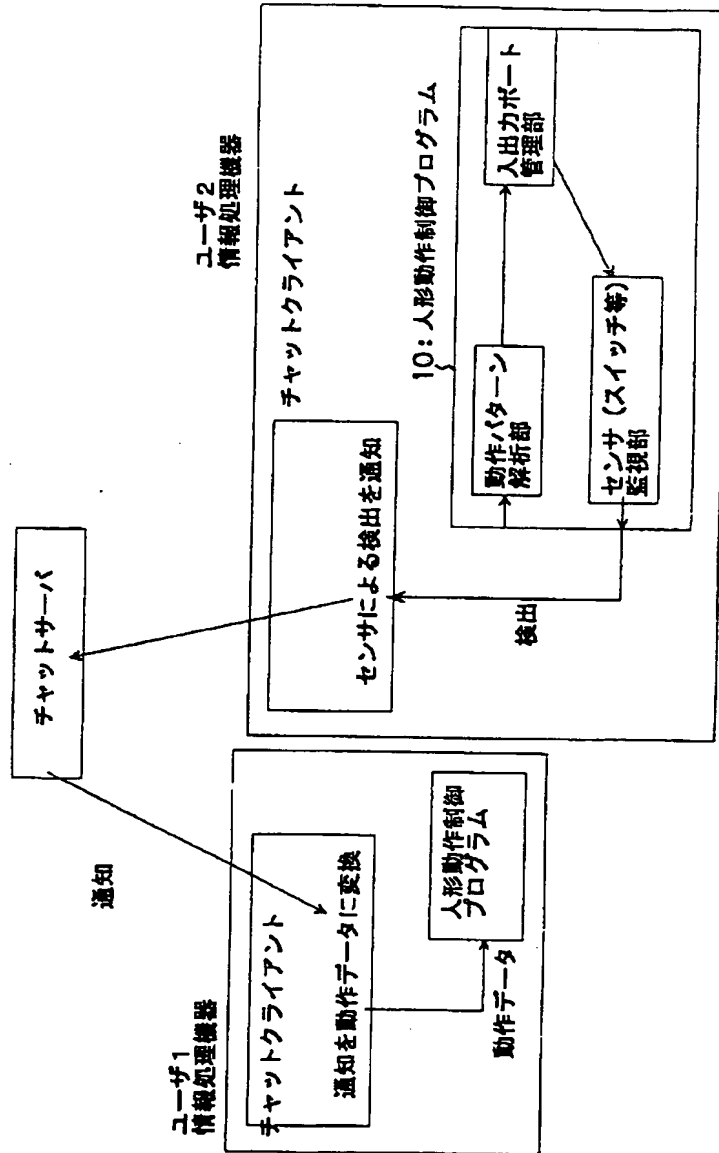 チャットサーバ
通知
ユーザ1
情報処理機器
チャットクライアント
通知を動作データに変換
動作データ
人形動作制御
プログラム
ユーザ2
情報処理機器
チャットクライアント
センサによる検出を通知
検出
10:人形動作制御プログラム
動作パターン
解析部
入出力ポート
管理部
センサ(スイッチ等)
監視部